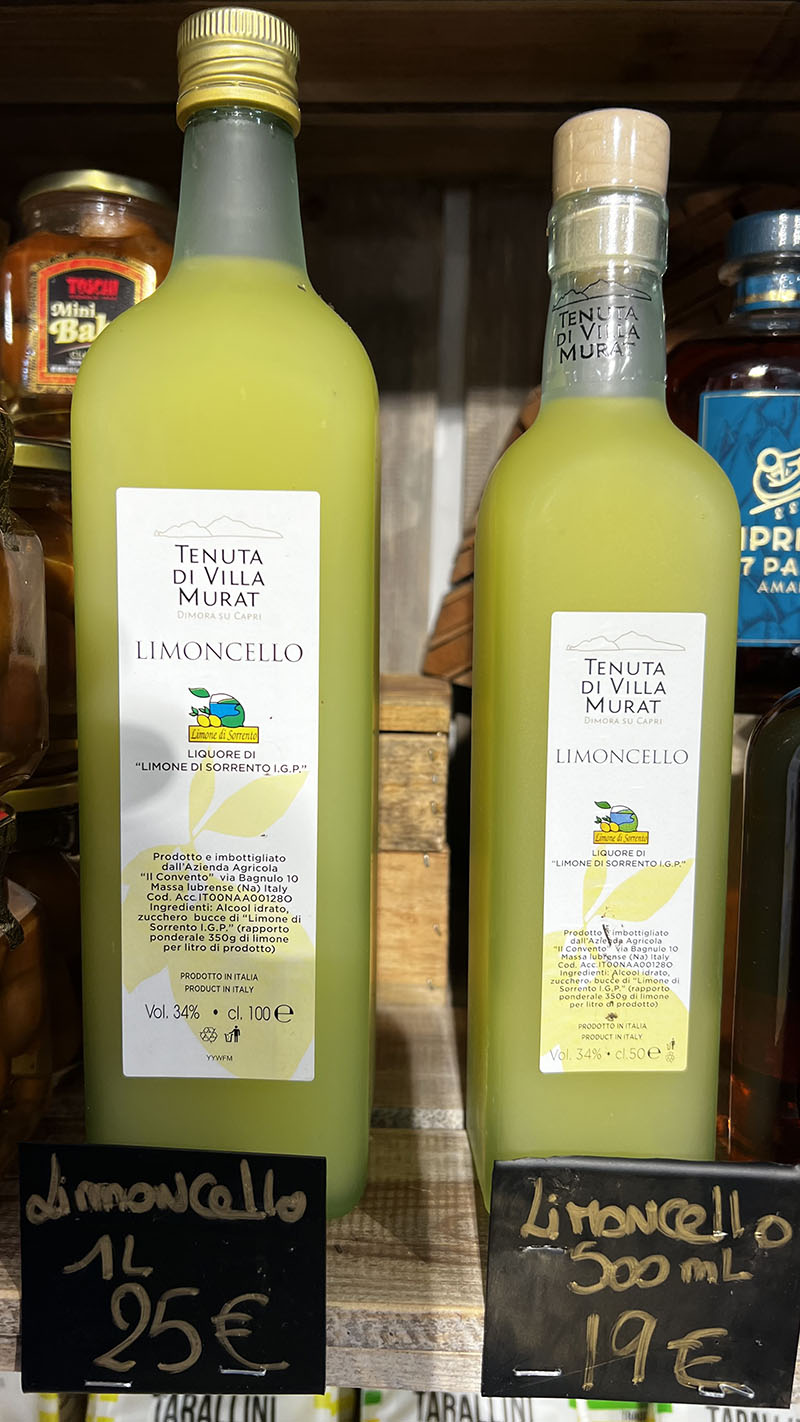 TOSCHI
Mini
TENUTA
DI VILLA
MURAT
DIMORA SU CAPRI
LIMONCELLO
Limone di Sorrento
LIQUORE DI
“LIMONE DI SORRENTO I.G.P.”
Prodotto e imbottigliato
dall'Azienda Agricola
"Il Convento" via Bagnulo 10
Massa lubrense (Na) Italy
Cod. Acc.IT00NAA00128O
Ingredienti: Alcool idrato,
zucchero bucce di “Limone di
Sorrento I.G.P.” (rapporto
ponderale 350g di limone
per litro di prodotto)
PRODOTTO IN ITALIA
PRODUCT IN ITALY
Vol. 34% • cl. 100 e
YYWFM
TENUTA
DI VILLA
MURAT
TENUTA
DI VILLA
MURAT
DIMORA SU CAPRI
LIMONCELLO
Limone di Sorrento
LIQUORE DI
“LIMONE DI SORRENTO I.G.P.”
Prodotto e imbottigliato
dall'Azienda Agricola
"Il Convento" via Bagnulo 10
Massa lubrense (Na) Italy
Cod. Acc.IT00NAA00128O
Ingredienti: Alcool idrato,
zucchero bucce di “Limone di
Sorrento I.G.P.” (rapporto
ponderale 350g di limone
per litro di prodotto)
PRODOTTO IN ITALIA
PRODUCT IN ITALY
Vol. 34% • cl.50 e
7 PA
AMA
Limoncello
1L
25€
Limoncello
500 mL
19€
TARALLINI
TARALLINI
TARALL